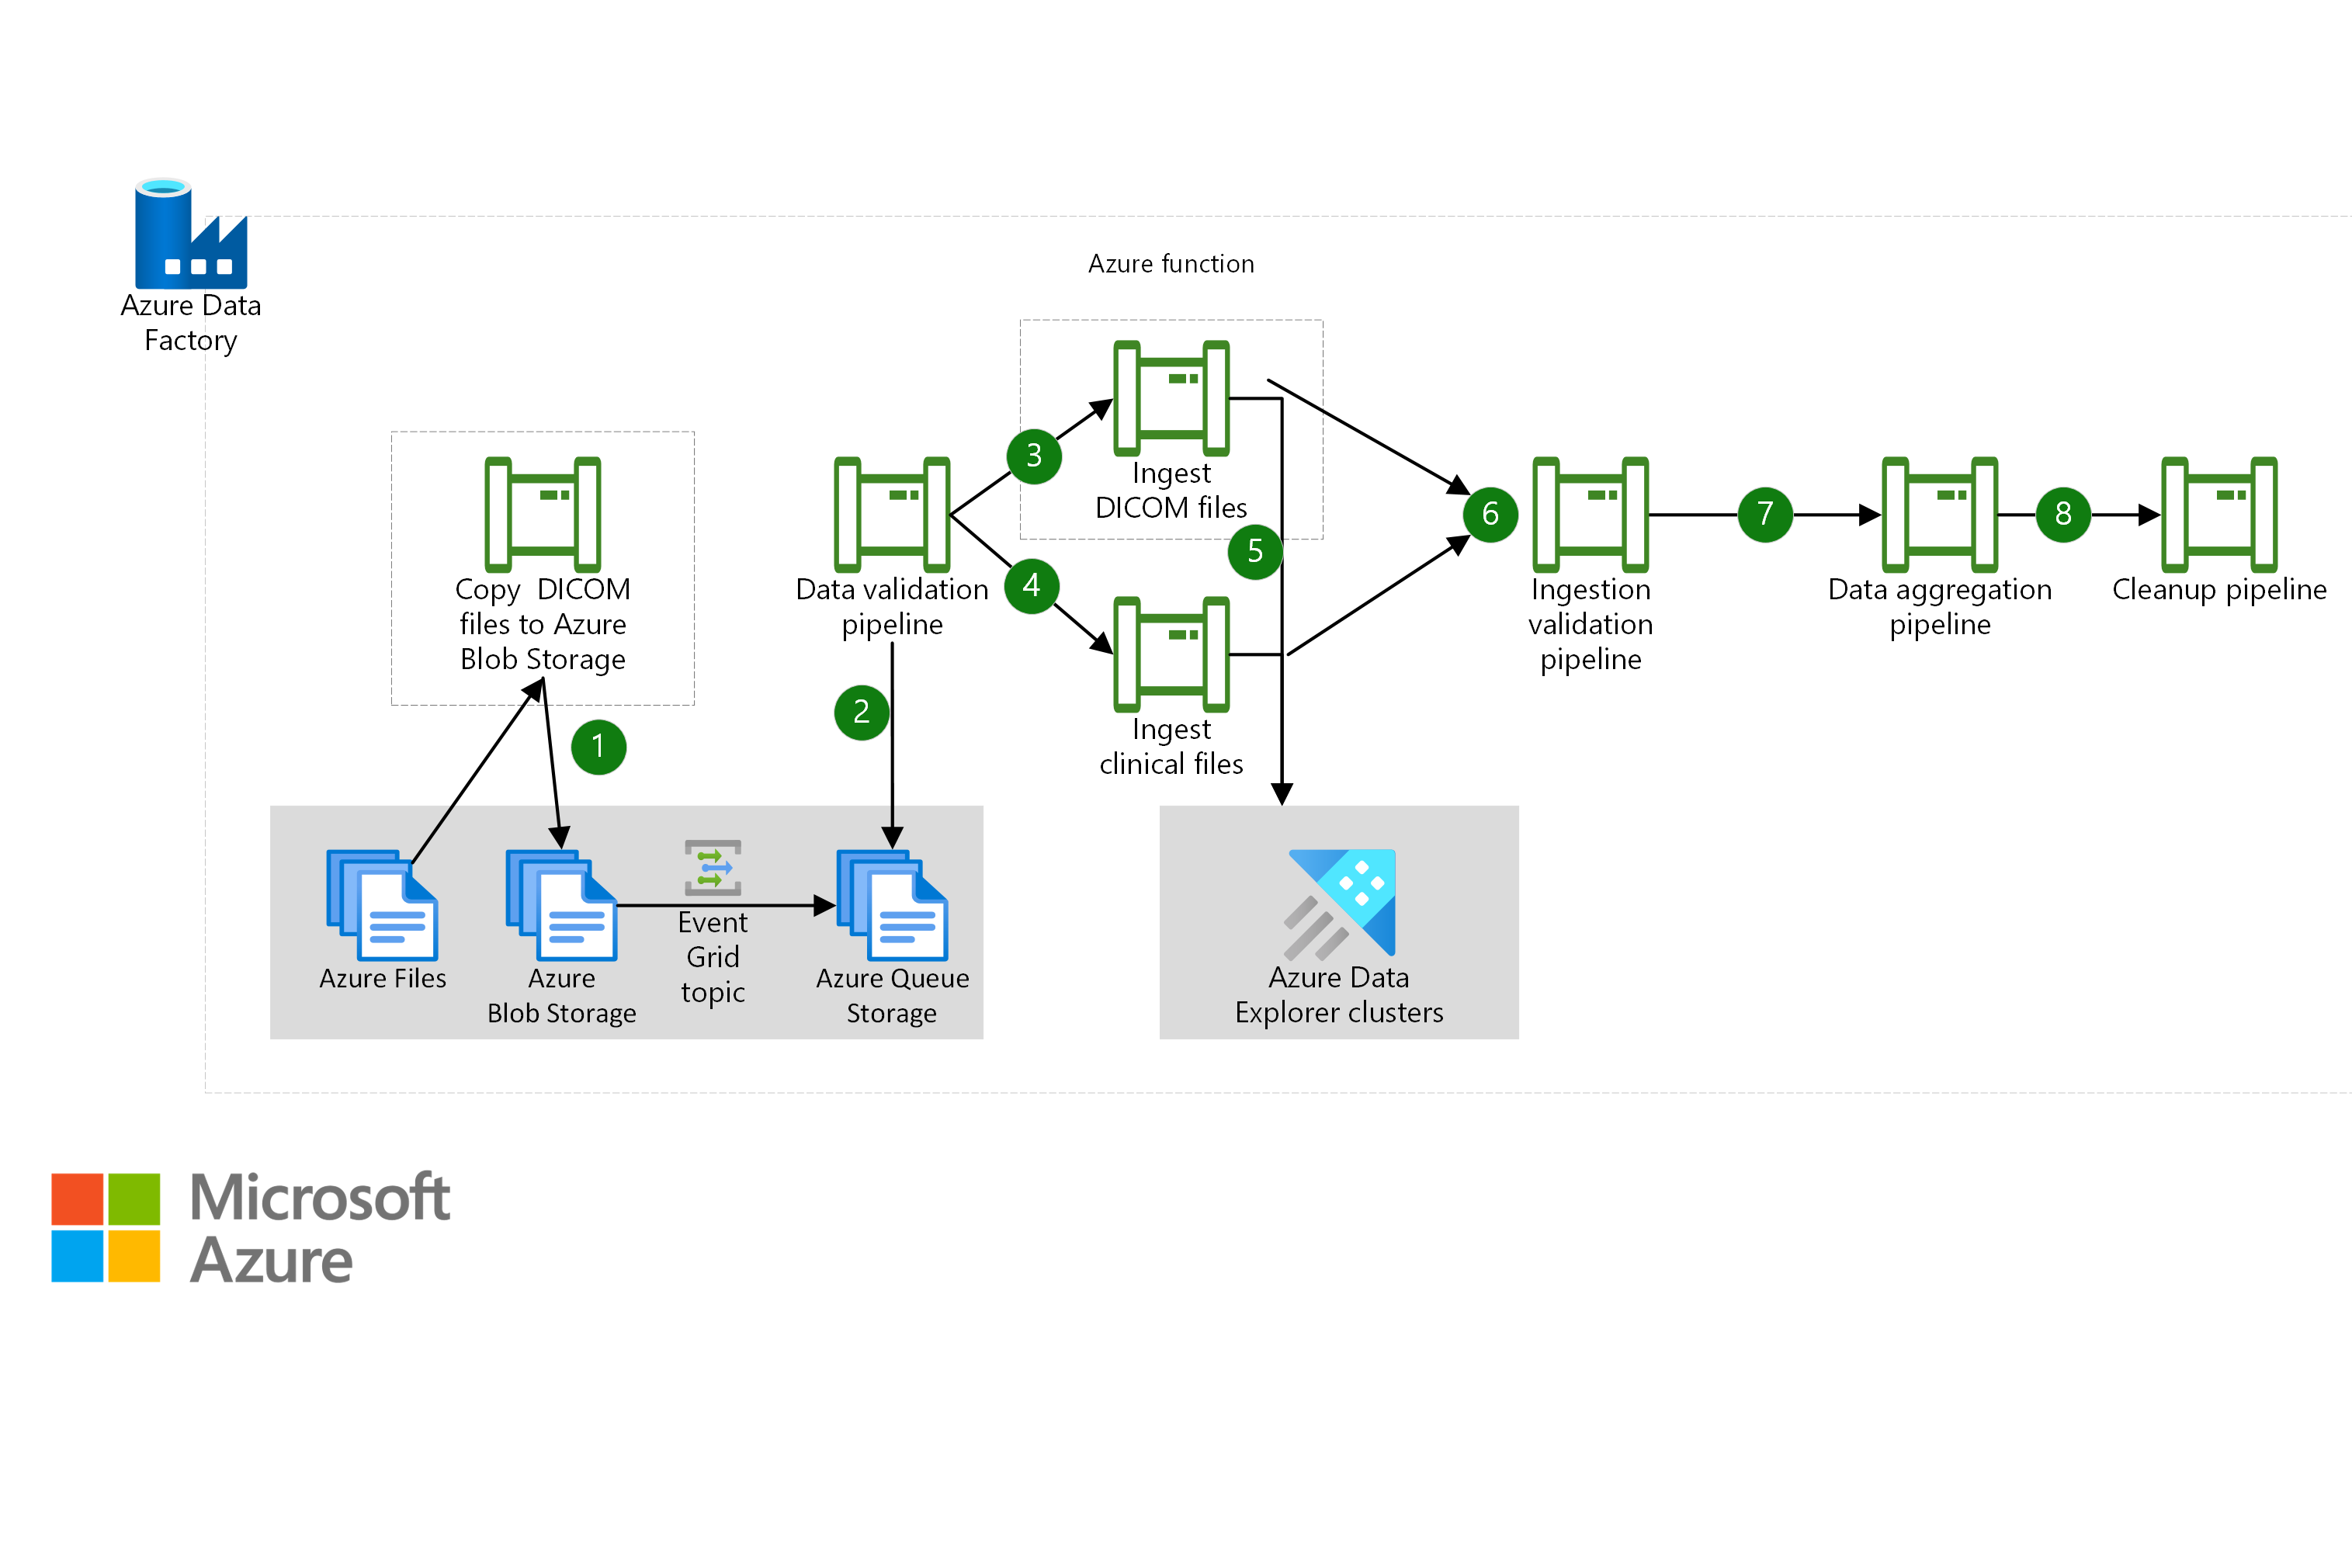 Azure Data
Factory
Azure function
3
Ingest
DICOM files
Copy  DICOM
files to Azure
Blob Storage
1
Data validation
pipeline
2
4
5
Ingest
clinical files
6
Ingestion
validation
pipeline
7
Data aggregation
pipeline
8
Cleanup pipeline
Azure Files
Azure
Blob Storage
Event
Grid
topic
Azure Queue
Storage
Azure Data
Explorer clusters
Microsoft
Azure